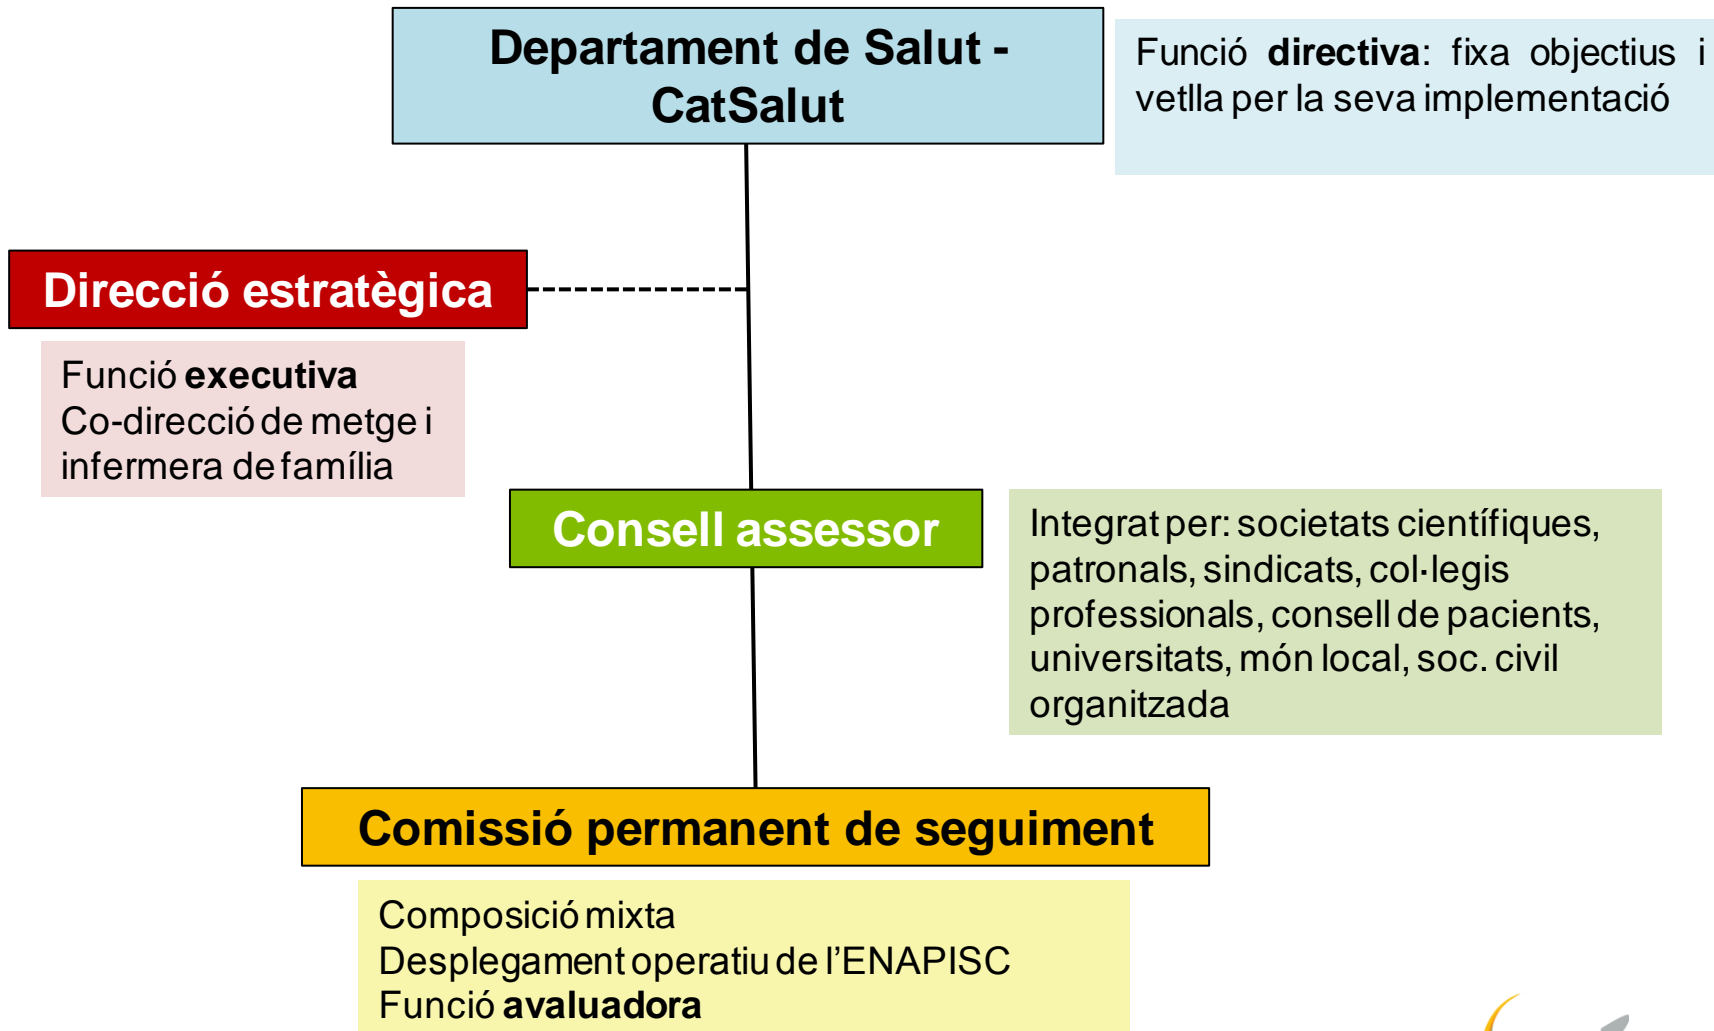 Departament de Salut -
CatSalut
Funció directiva: fixa objectius i
vetlla per la seva implementació
Direcció estratègica
Funció executiva
Co-direcció de metge i
infermera de família
Consell assessor
Integrat per: societats científiques,
patronals, sindicats, col·legis
professionals, consell de pacients,
universitats, món local, soc. civil
organitzada
Comissió permanent de seguiment
Composició mixta
Desplegament operatiu de l’ENAPISC
Funció avaluadora